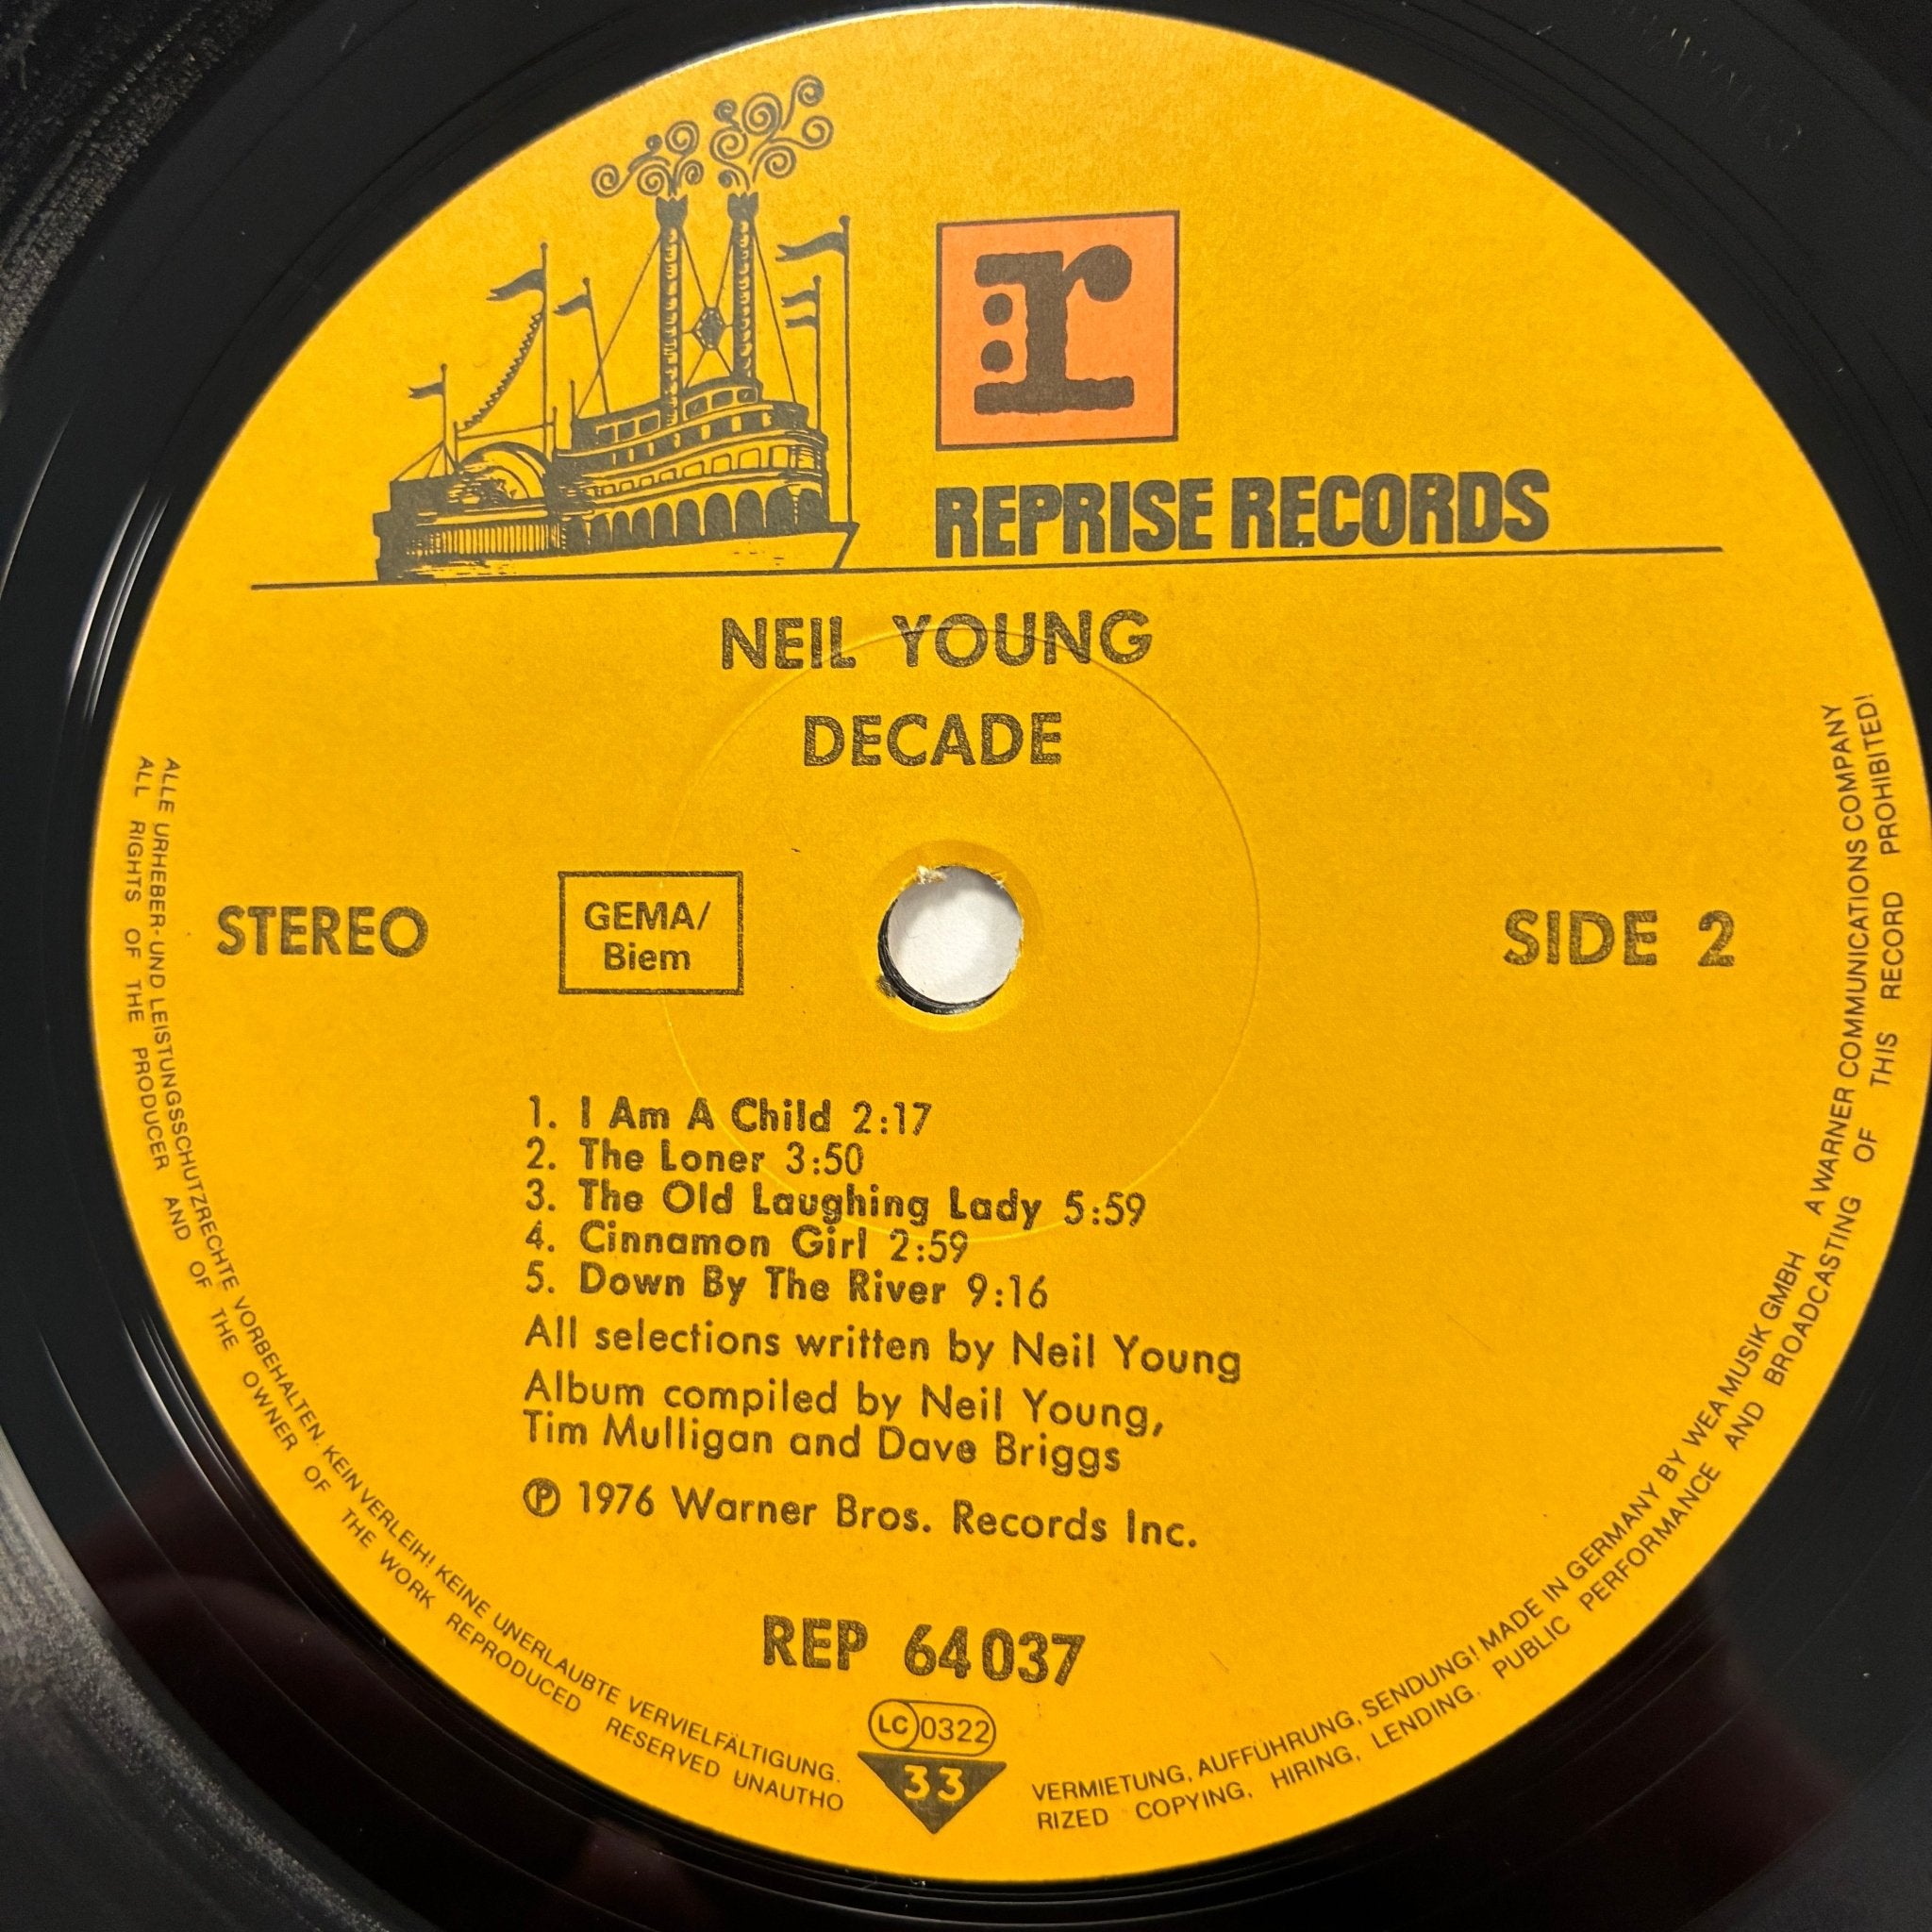 r:
REPRISE RECORDS
NEIL YOUNG
DECADE
STEREO
GEMA/
Biem
SIDE 2
1. I Am A Child 2:17
2. The Loner 3:50
3. The Old Laughing Lady 5:59
4. Cinnamon Girl 2:59
5. Down By The River 9:16
All selections written by Neil Young
Album compiled by Neil Young,
Tim Mulligan and Dave Briggs
℗ 1976 Warner Bros. Records Inc.
REP 64 037
LC 0322
33
ALLE URHEBER- UND LEISTUNGSSCHUTZRECHTE VORBEHALTEN. KEIN VERLEIH! KEINE UNERLAUBTE VERVIELFÄLTIGUNG. VERMIETUNG, AUFFÜHRUNG, SENDUNG! MADE IN GERMANY BY WEA MUSIK GMBH A WARNER COMMUNICATIONS COMPANY
ALL RIGHTS OF THE PRODUCER AND OF THE OWNER OF THE WORK REPRODUCED RESERVED UNAUTHO RIZED COPYING, HIRING, LENDING. PUBLIC PERFORMANCE AND BROADCASTING OF THIS RECORD PROHIBITED!